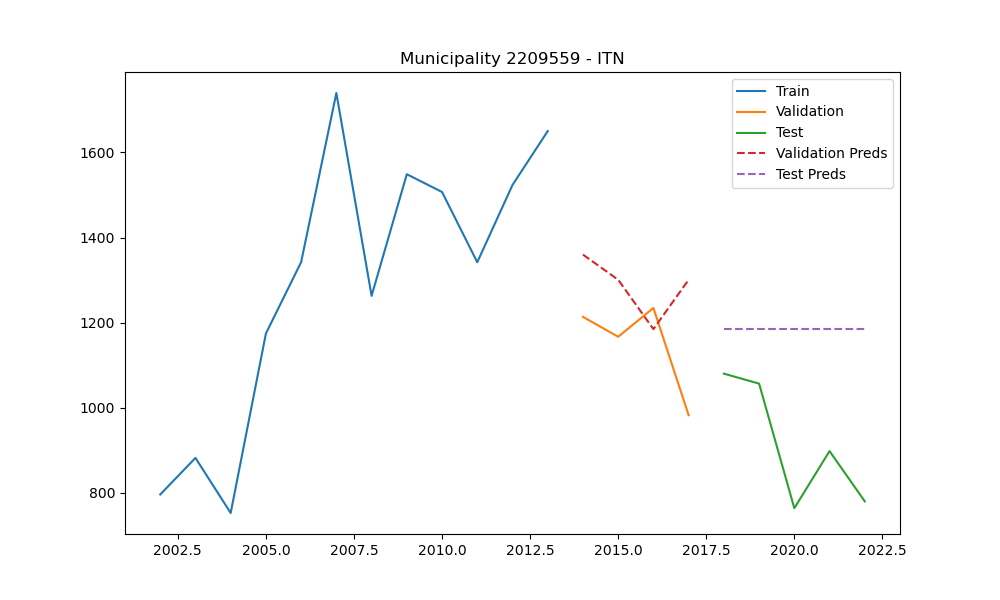 Municipality 2209559 - ITN
Train
Validation
Test
Validation Preds
Test Preds
1600
1400
1200
1000
800
2002.5 2005.0 2007.5 2010.0 2012.5 2015.0 2017.5 2020.0 2022.5